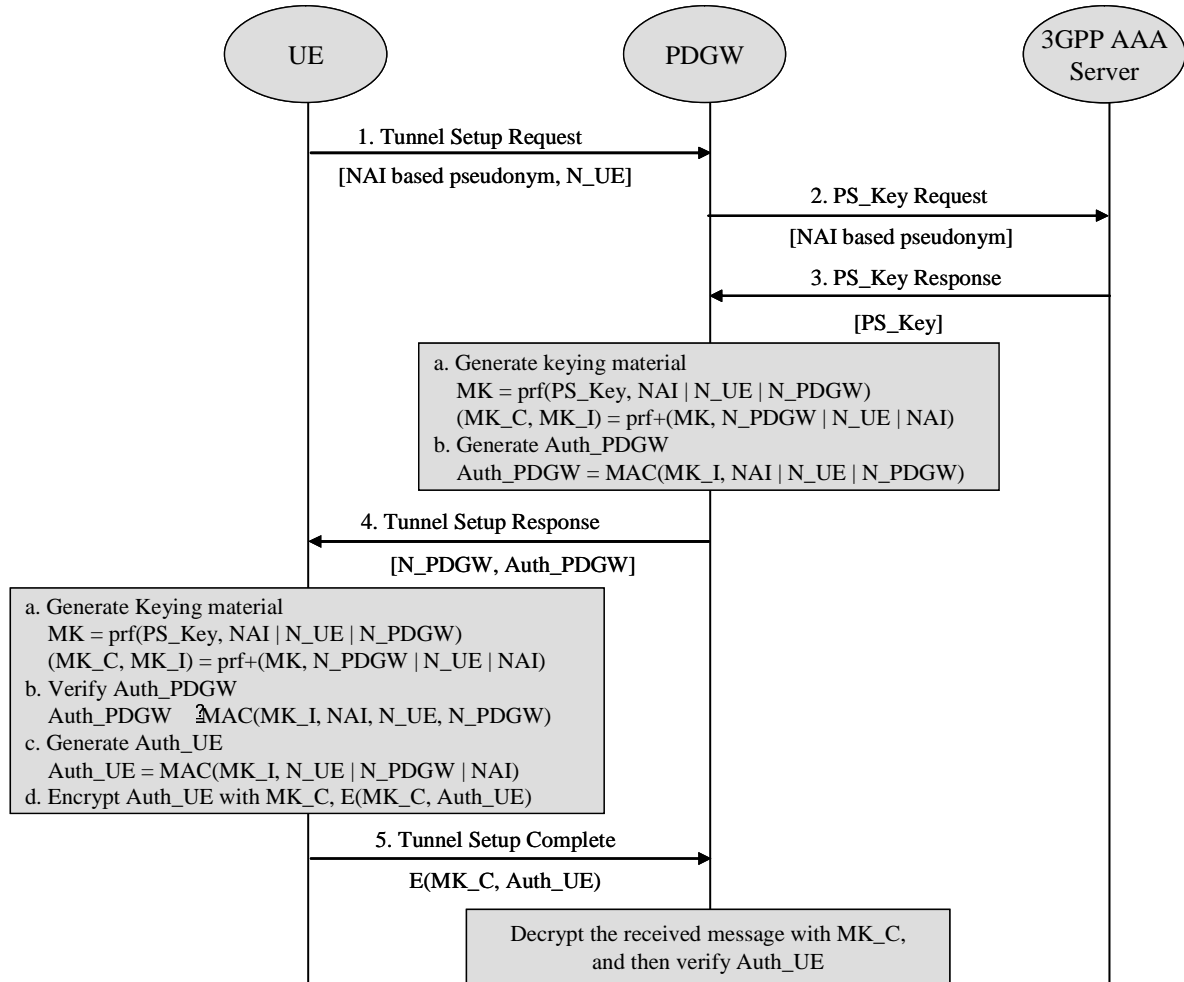 UE
PDGW
3GPP AAA
Server
1. Tunnel Setup Request
[NAI based pseudonym, N_UE]
2. PS_Key Request
[NAI based pseudonym]
3. PS_Key Response
[PS_Key]
a. Generate keying material
MK = prf(PS_Key, NAI | N_UE | N_PDGW)
(MK_C, MK_I) = prf+(MK, N_PDGW | N_UE | NAI)
b. Generate Auth_PDGW
Auth_PDGW = MAC(MK_I, NAI | N_UE | N_PDGW)
4. Tunnel Setup Response
[N_PDGW, Auth_PDGW]
a. Generate Keying material
MK = prf(PS_Key, NAI | N_UE | N_PDGW)
(MK_C, MK_I) = prf+(MK, N_PDGW | N_UE | NAI)
b. Verify Auth_PDGW
Auth_PDGW ≟MAC(MK_I, NAI, N_UE, N_PDGW)
c. Generate Auth_UE
Auth_UE = MAC(MK_I, N_UE | N_PDGW | NAI)
d. Encrypt Auth_UE with MK_C, E(MK_C, Auth_UE)
5. Tunnel Setup Complete
E(MK_C, Auth_UE)
Decrypt the received message with MK_C,
and then verify Auth_UE